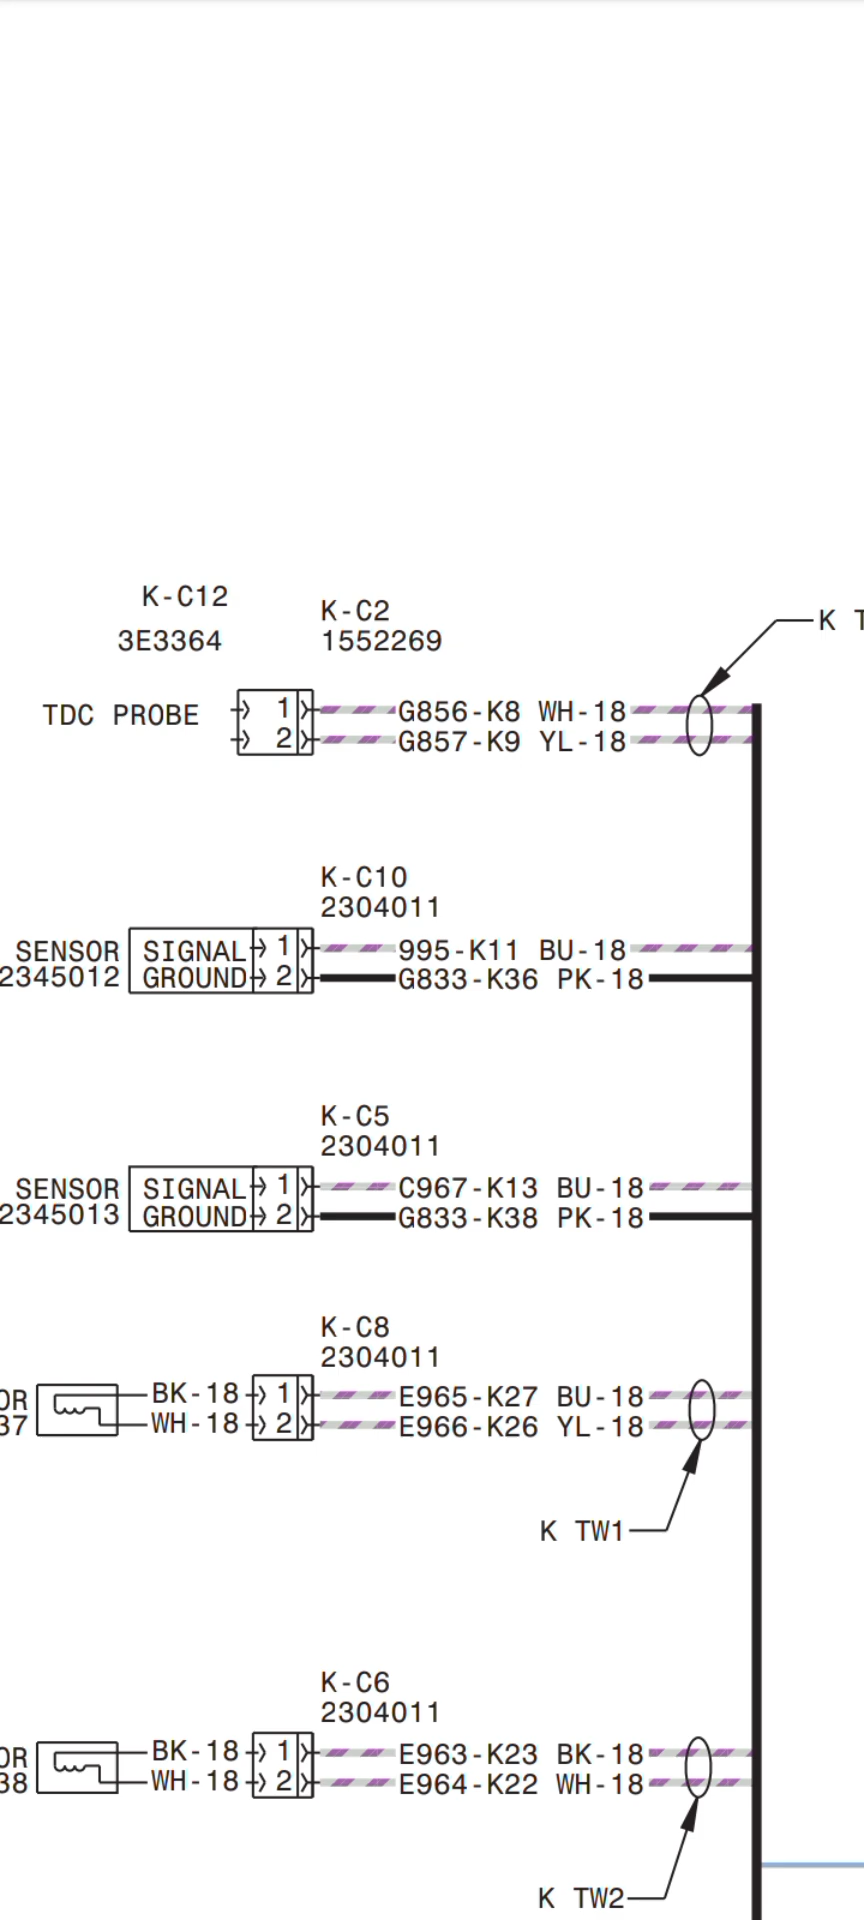 K-C12
3E3364
K-C2
1552269
K T
TDC PROBE
1 G856-K8 WH-18
2 G857-K9 YL-18
K-C10
2304011
SENSOR SIGNAL 1 995-K11 BU-18
2345012 GROUND 2 G833-K36 PK-18
K-C5
2304011
SENSOR SIGNAL 1 C967-K13 BU-18
2345013 GROUND 2 G833-K38 PK-18
K-C8
2304011
OR BK-18 1 E965-K27 BU-18
37 WH-18 2 E966-K26 YL-18
K TW1
K-C6
2304011
OR BK-18 1 E963-K23 BK-18
38 WH-18 2 E964-K22 WH-18
K TW2